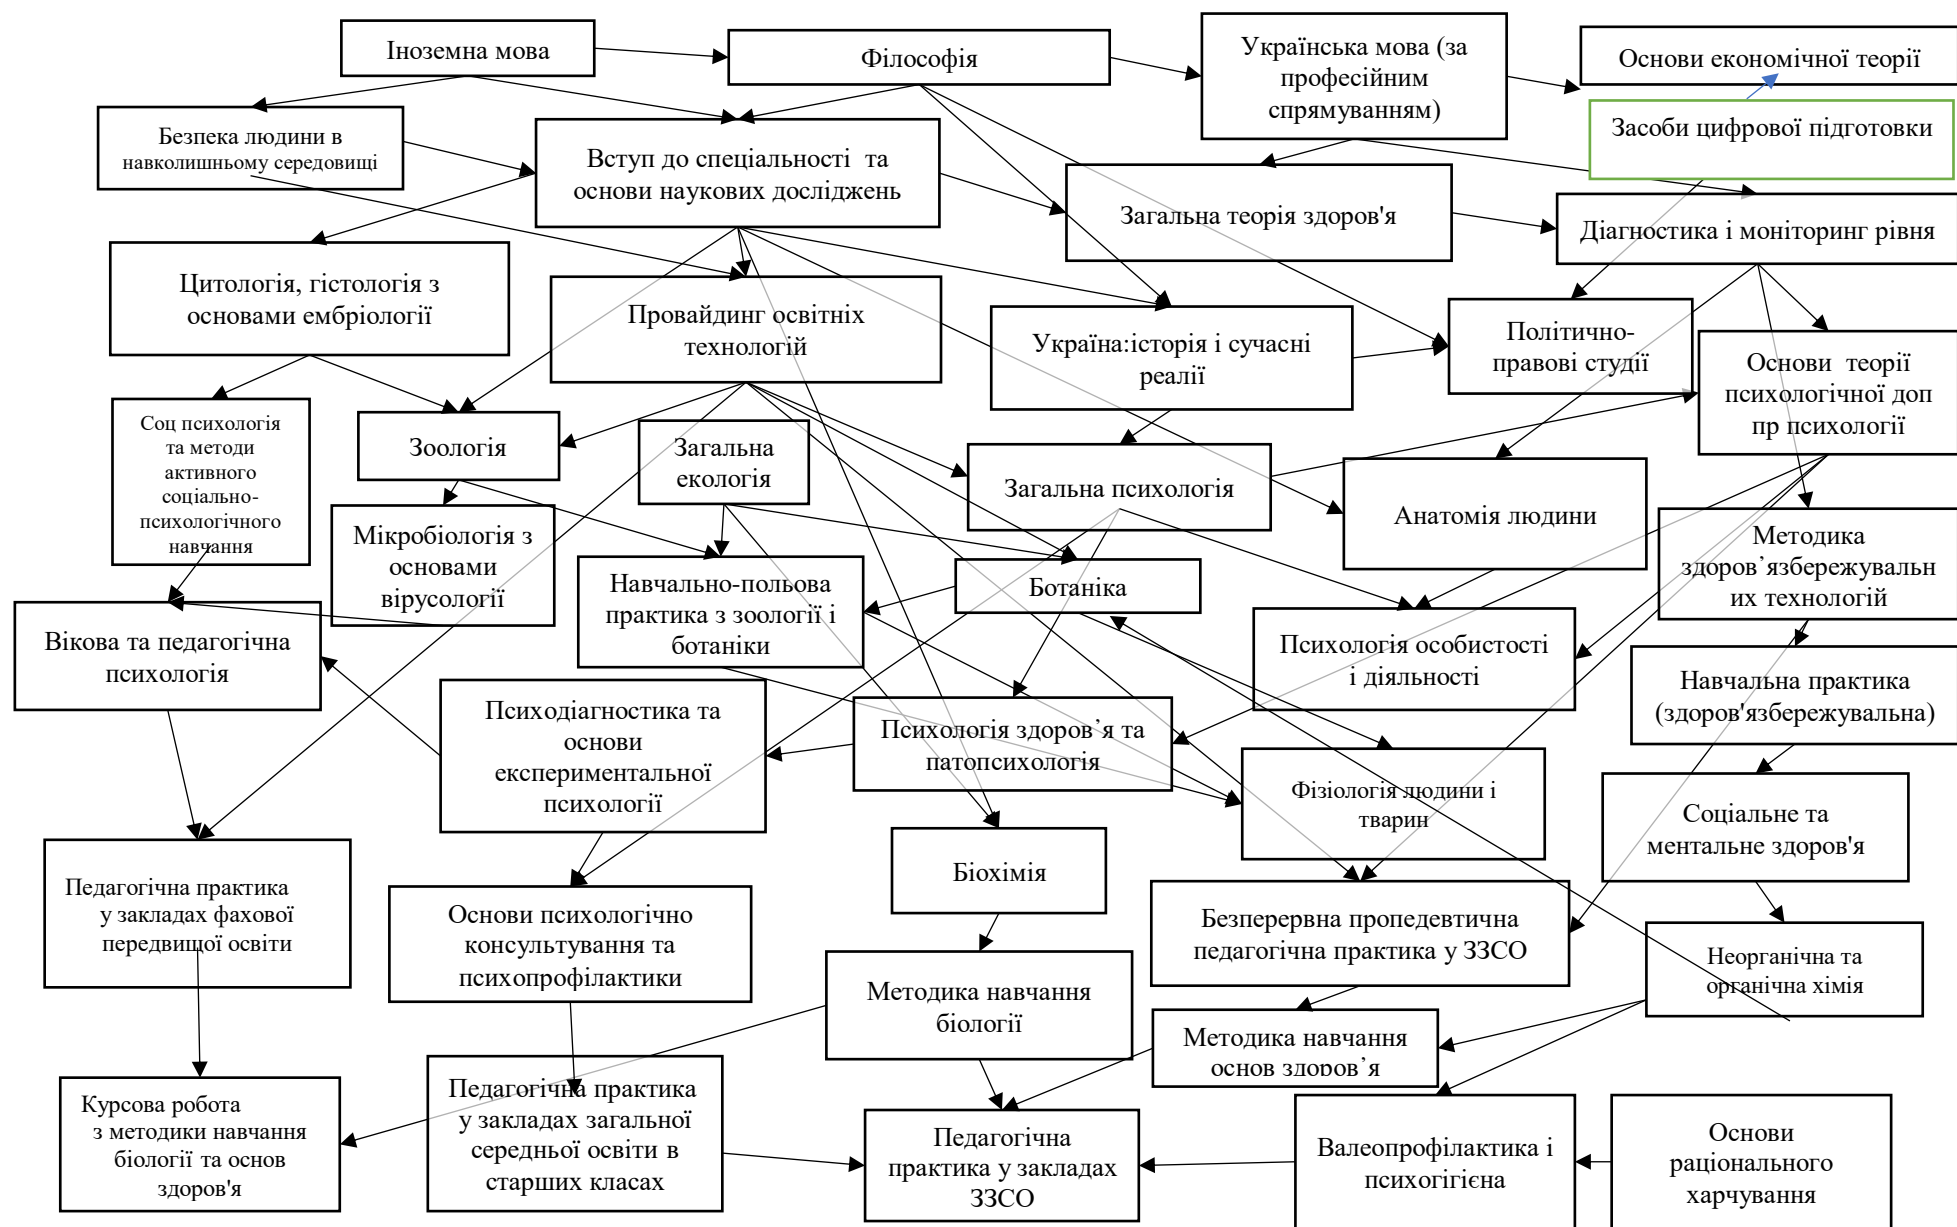 Іноземна мова
Філософія
Українська мова (за
професійним
спрямуванням)
Основи економічної теорії
Засоби цифрової підготовки
Безпека людини в
навколишньому середовищі
Вступ до спеціальності та
основи наукових досліджень
Загальна теорія здоров'я
Діагностика і моніторинг рівня
Цитологія, гістологія з
основами ембріології
Провайдинг освітніх
технологій
Україна:історія і сучасні
реалії
Політично-
правові студії
Основи теорії
психологічної доп
пр психології
Соц психологія
та методи
активного
соціально-
психологічного
навчання
Зоологія
Загальна
екологія
Загальна психологія
Анатомія людини
Мікробіологія з
основами
вірусології
Методика
здоров’язбережувальн
их технологій
Навчально-польова
практика з зоології і
ботаніки
Ботаніка
Вікова та педагогічна
психологія
Психологія особистості
і діяльності
Навчальна практика
(здоров'язбережувальна)
Психодіагностика та
основи
експериментальної
психології
Психологія здоров’я та
патопсихологія
Фізіологія людини і
тварин
Соціальне та
ментальне здоров'я
Педагогічна практика
у закладах фахової
передвищої освіти
Основи психологічно
консультування та
психопрофілактики
Біохімія
Безперервна пропедевтична
педагогічна практика у ЗЗСО
Неорганічна та
органічна хімія
Методика навчання
біології
Методика навчання
основ здоров’я
Курсова робота
з методики навчання
біології та основ
здоров'я
Педагогічна практика
у закладах загальної
середньої освіти в
старших класах
Педагогічна
практика у закладах
ЗЗСО
Валеопрофілактика і
психогігієна
Основи
раціонального
харчування